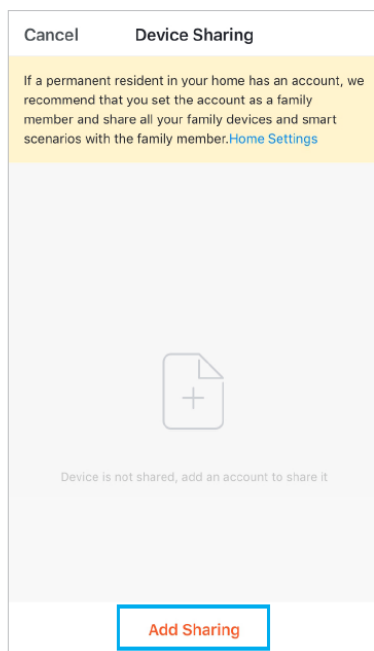 Cancel Device Sharing
If a permanent resident in your home has an account, we
recommend that you set the account as a family
member and share all your family devices and smart
scenarios with the family member.Home Settings
Device is not shared, add an account to share it
Add Sharing